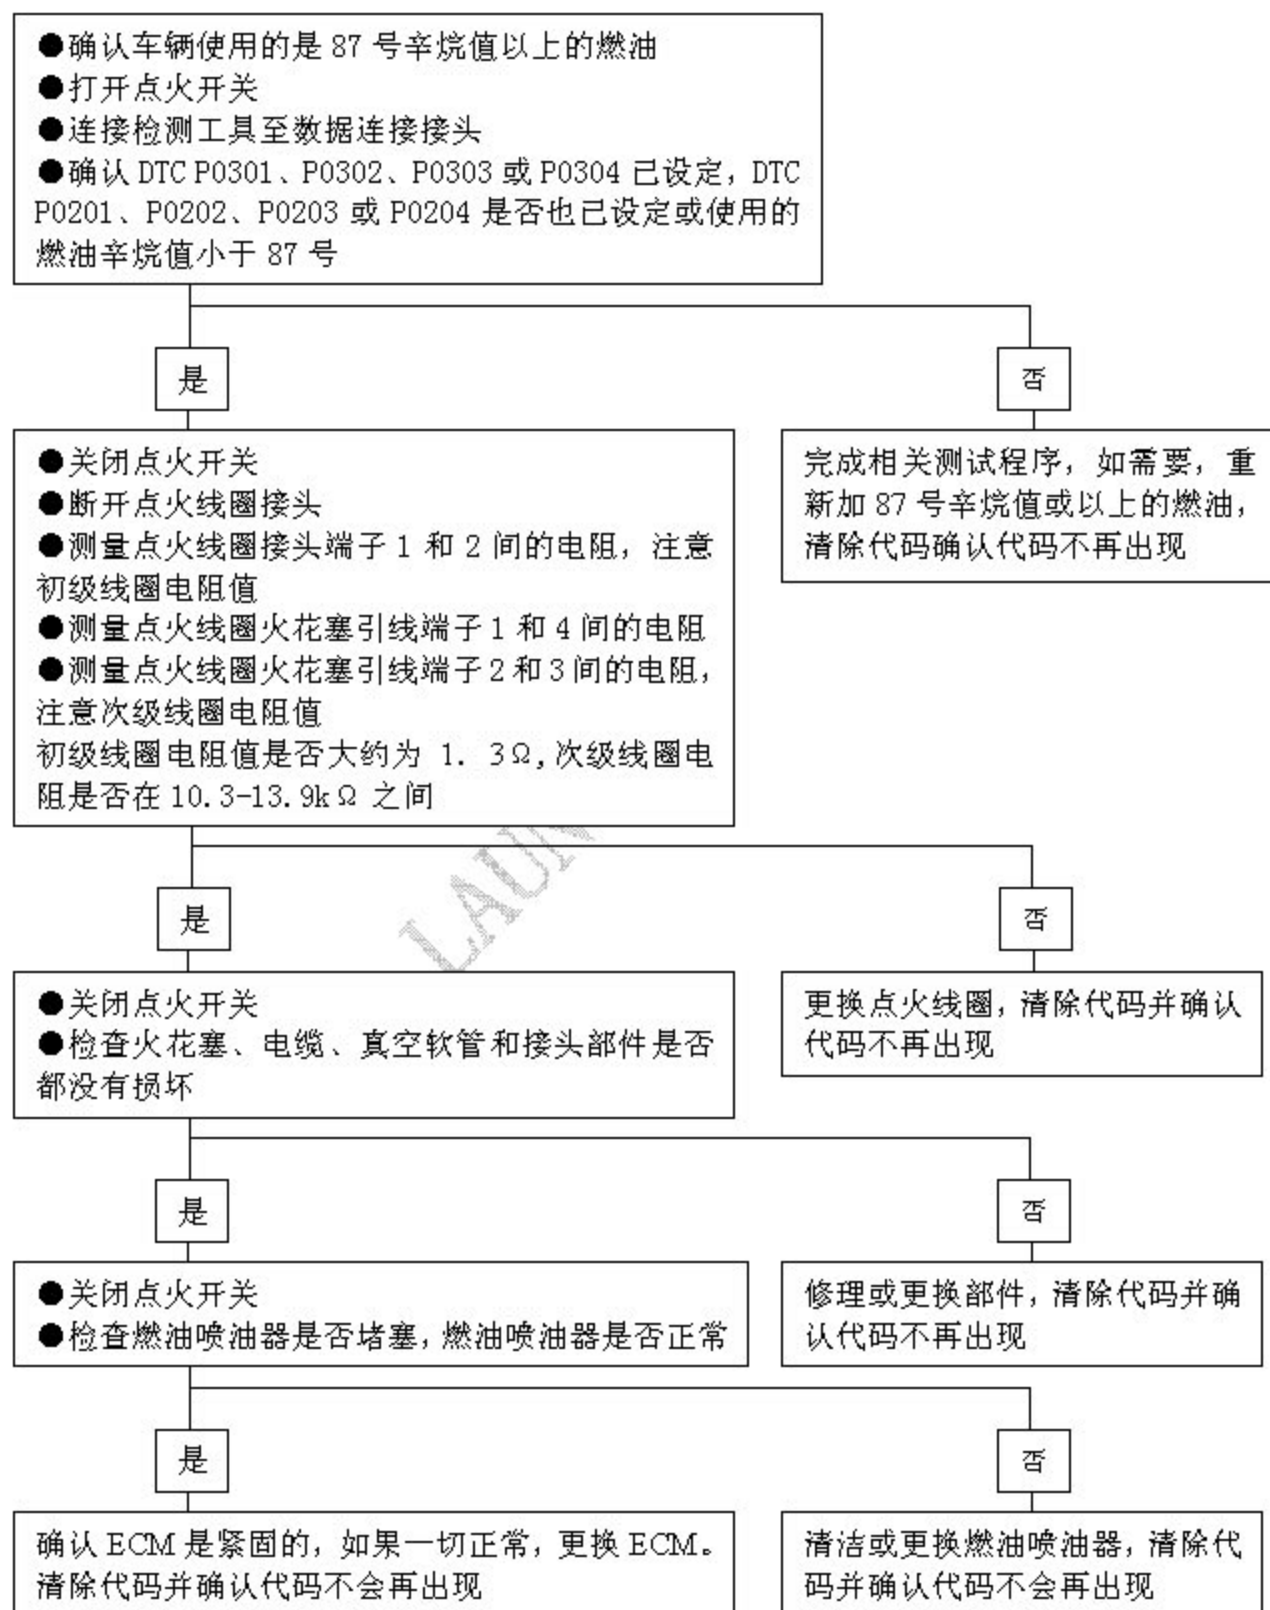 ●确认车辆使用的是 87 号辛烷值以上的燃油
●打开点火开关
●连接检测工具至数据连接接头
●确认 DTC P0301、P0302、P0303 或 P0304 已设定，DTC
P0201、P0202、P0203 或 P0204 是否也已设定或使用的
燃油辛烷值小于 87 号
是
否
●关闭点火开关
●断开点火线圈接头
●测量点火线圈接头端子 1 和 2 间的电阻，注意
初级线圈电阻值
●测量点火线圈火花塞引线端子 1 和 4 间的电阻
●测量点火线圈火花塞引线端子 2 和 3 间的电阻，
注意次级线圈电阻值
初级线圈电阻值是否大约为 1. 3Ω,次级线圈电
阻是否在 10.3-13.9kΩ 之间
完成相关测试程序，如需要，重
新加 87 号辛烷值或以上的燃油，
清除代码确认代码不再出现
LAUN
是
否
●关闭点火开关
●检查火花塞、电缆、真空软管和接头部件是否
都没有损坏
更换点火线圈，清除代码并确认
代码不再出现
是
否
●关闭点火开关
●检查燃油喷油器是否堵塞，燃油喷油器是否正常
修理或更换部件，清除代码并确
认代码不再出现
是
否
确认 ECM 是紧固的，如果一切正常，更换 ECM。
清除代码并确认代码不会再出现
清洁或更换燃油喷油器，清除代
码并确认代码不会再出现